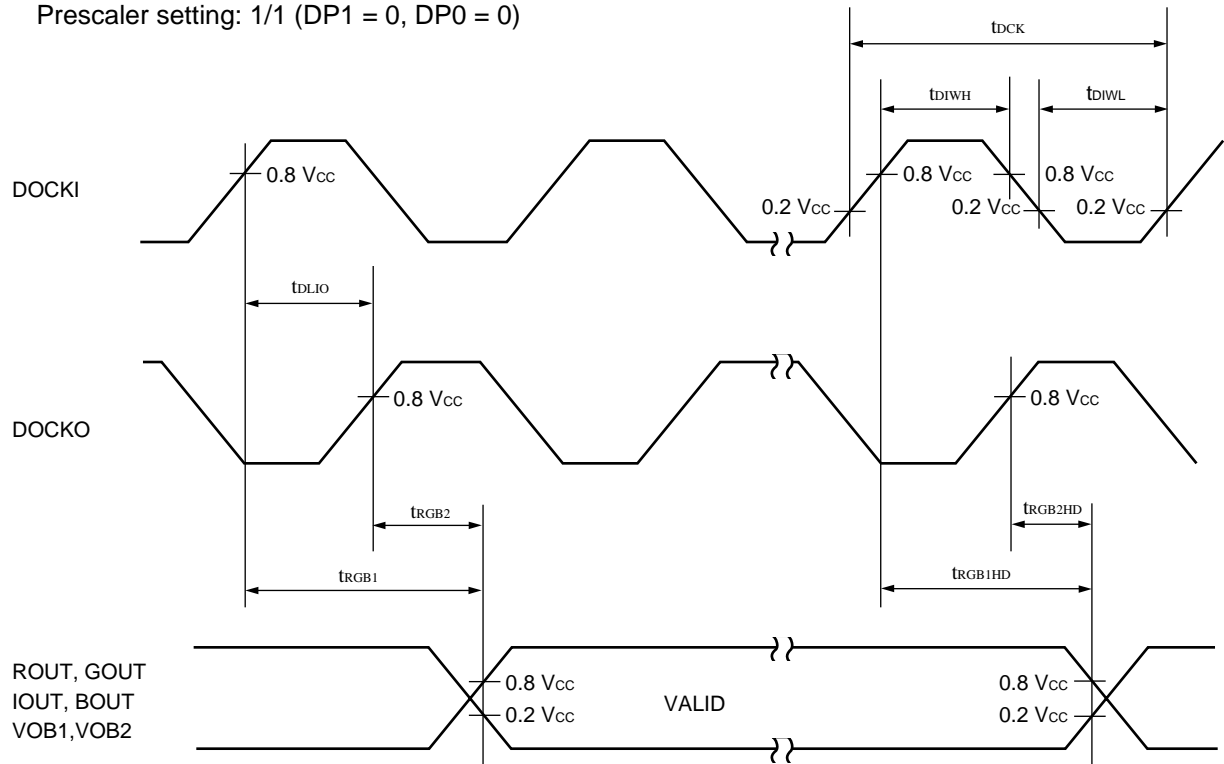 Prescaler setting: 1/1 (DP1 = 0, DP0 = 0)
tDCK
tDIWH
tDIWL
DOCKI
0.8 VCC
0.2 VCC
0.8 VCC
0.8 VCC
0.2 VCC
0.2 VCC
tDLIO
DOCKO
0.8 VCC
0.8 VCC
tRGB2
tRGB2HD
tRGB1
tRGB1HD
ROUT, GOUT
IOUT, BOUT
VOB1,VOB2
0.8 VCC
0.2 VCC
VALID
0.8 VCC
0.2 VCC